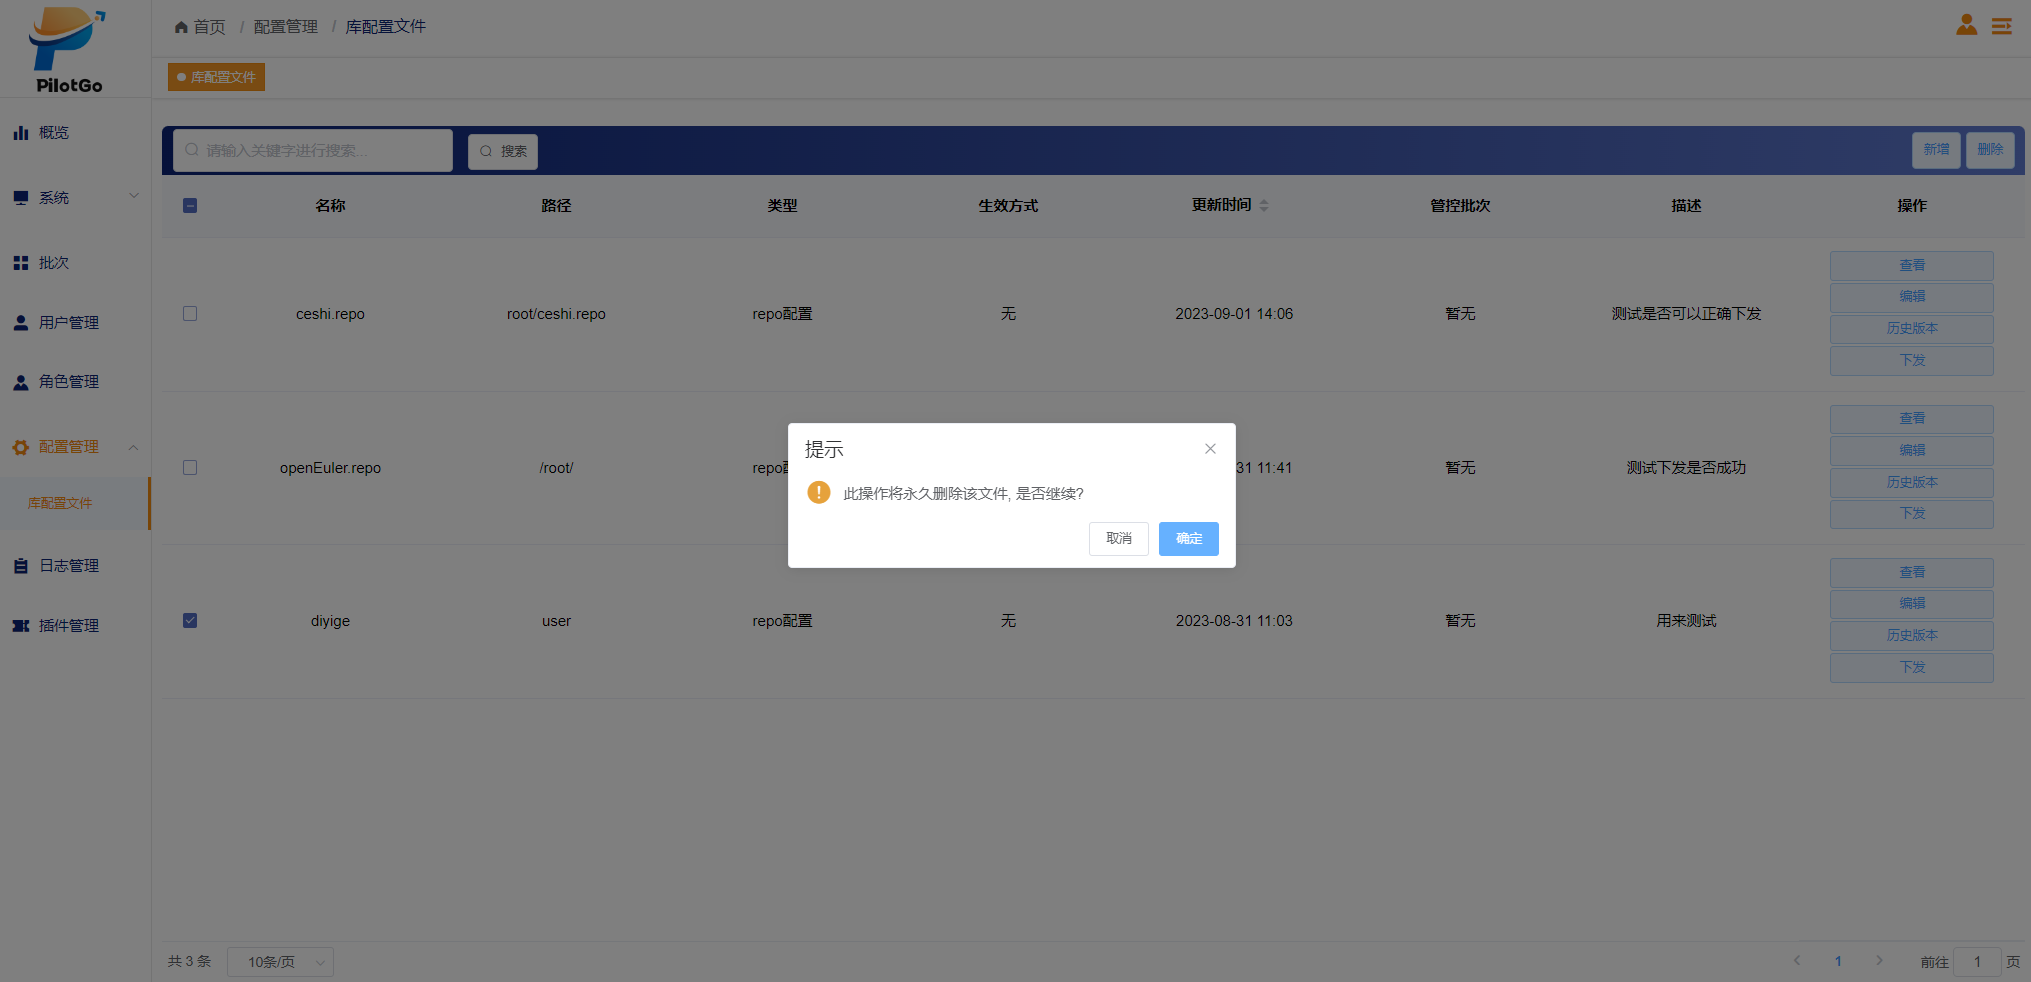 PilotGo
首页 / 配置管理 / 库配置文件
库配置文件
概览
系统
批次
用户管理
角色管理
配置管理
库配置文件
日志管理
插件管理
请输入关键字进行搜索...
搜索
新增
删除
名称 路径 类型 生效方式 更新时间 管控批次 描述 操作
ceshi.repo root/ceshi.repo repo配置 无 2023-09-01 14:06 暂无 测试是否可以正确下发
查看
编辑
历史版本
下发
openEuler.repo /root/ repo 31 11:41 暂无 测试下发是否成功
查看
编辑
历史版本
下发
提示
此操作将永久删除该文件, 是否继续?
取消
确定
diyige user repo配置 无 2023-08-31 11:03 暂无 用来测试
查看
编辑
历史版本
下发
共 3 条
10条/页
1
前往 1 页